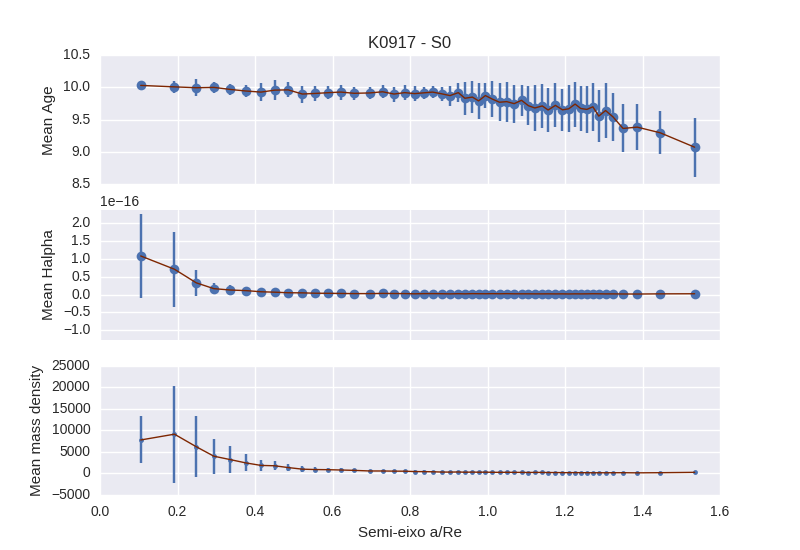 K0917 - S0
10.5
10.0
9.5
9.0
8.5
Mean Age
1e−16
2.0
1.5
1.0
0.5
0.0
−0.5
−1.0
Mean Halpha
25000
20000
15000
10000
5000
0
−5000
Mean mass density
0.0 0.2 0.4 0.6 0.8 1.0 1.2 1.4 1.6
Semi-eixo a/Re